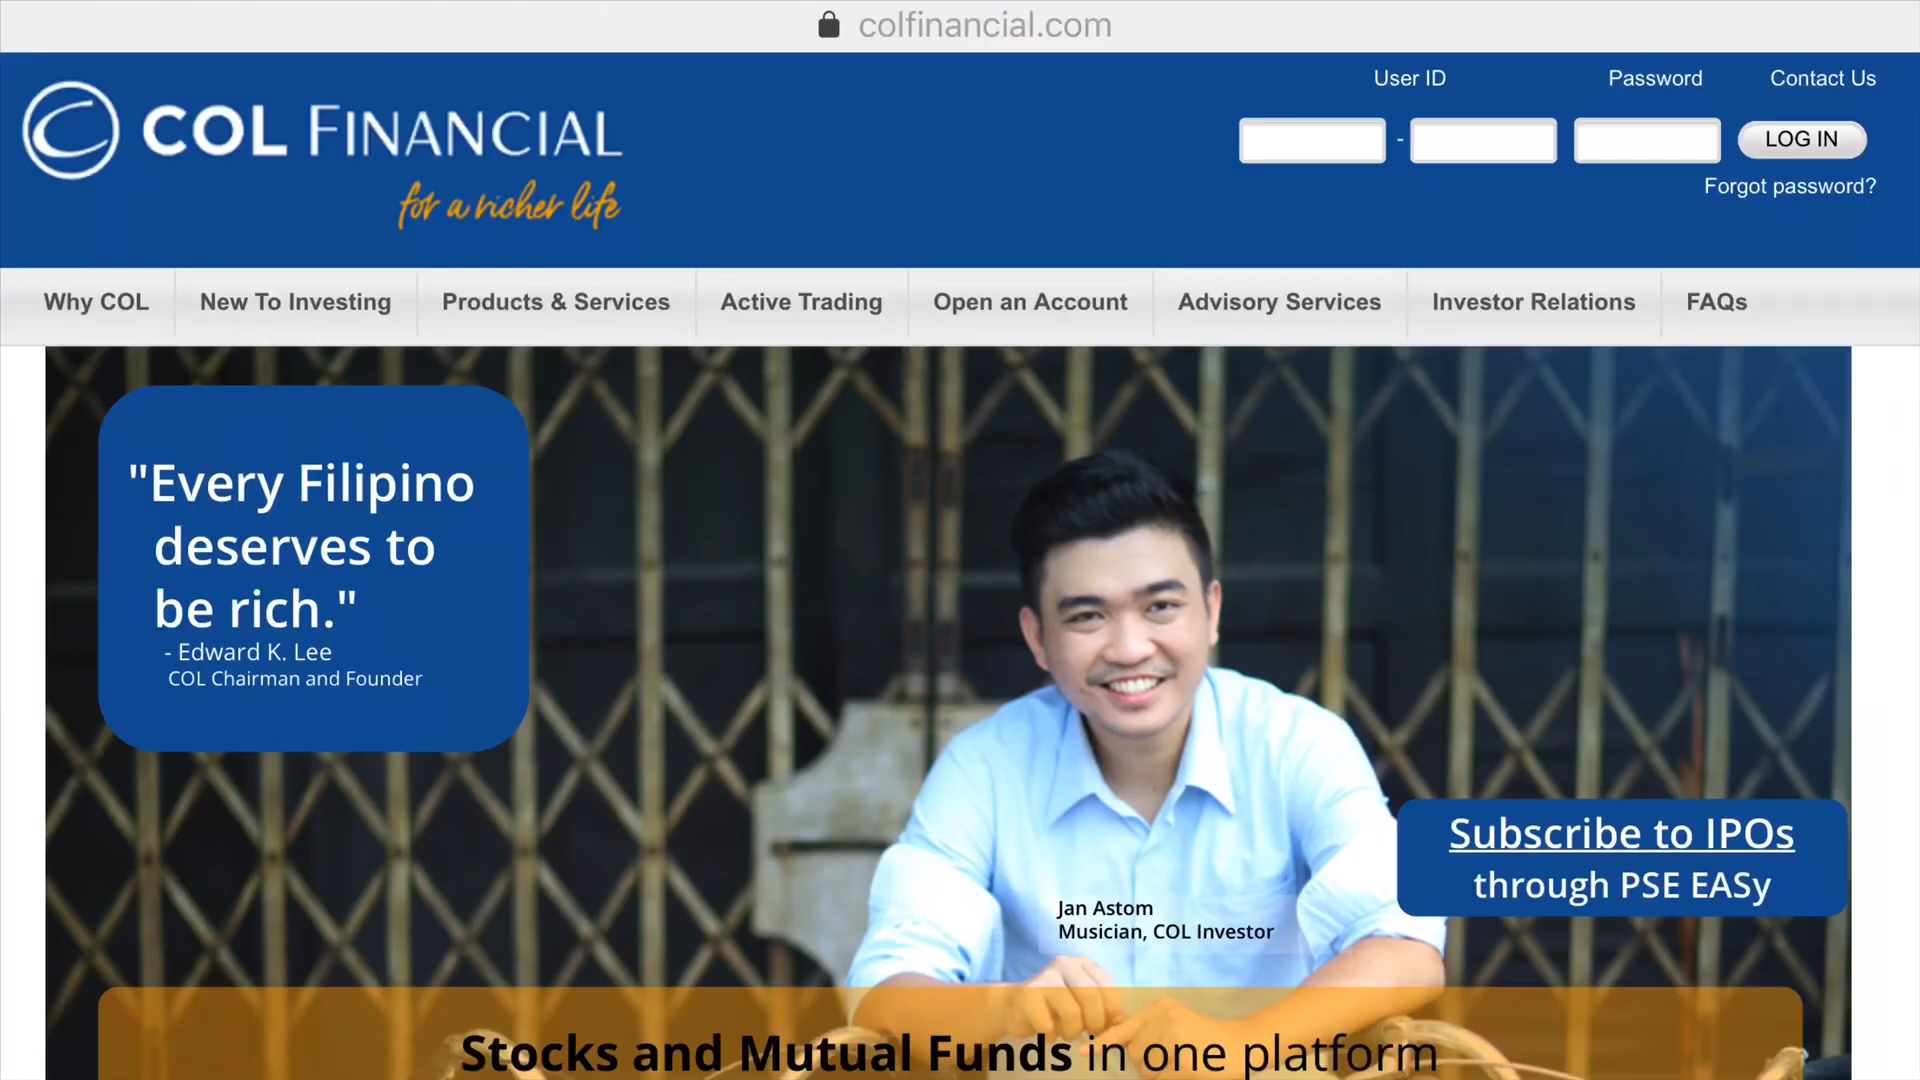 colfinancial.com
User ID Password Contact Us
COL FINANCIAL
- LOG IN
for a richer life
Forgot password?
Why COL New To Investing Products & Services Active Trading Open an Account Advisory Services Investor Relations FAQs
"Every Filipino
deserves to
be rich."
- Edward K. Lee
COL Chairman and Founder
Subscribe to IPOs
through PSE EASy
Jan Astom
Musician, COL Investor
Stocks and Mutual Funds in one platform